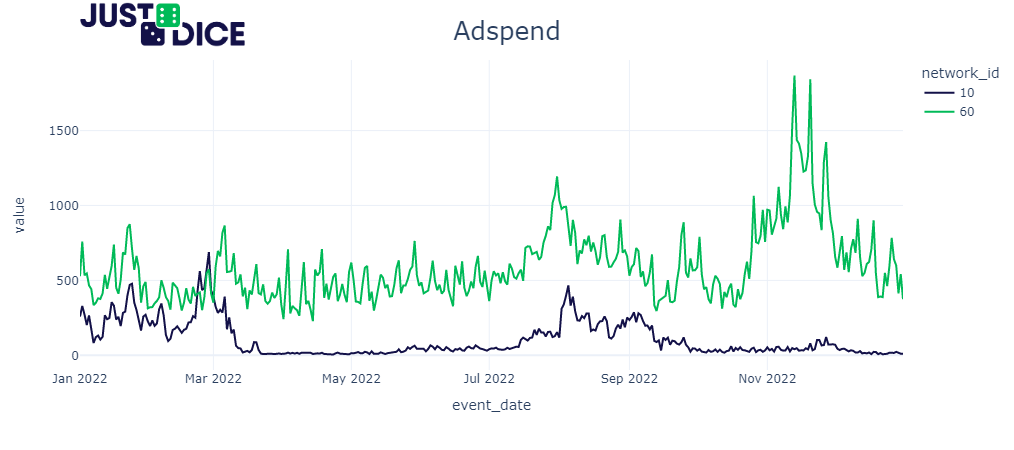 JUST
DICE
Adspend
network_id
10
60
value
1500
1000
500
0
Jan 2022
Mar 2022
May 2022
Jul 2022
Sep 2022
Nov 2022
event_date